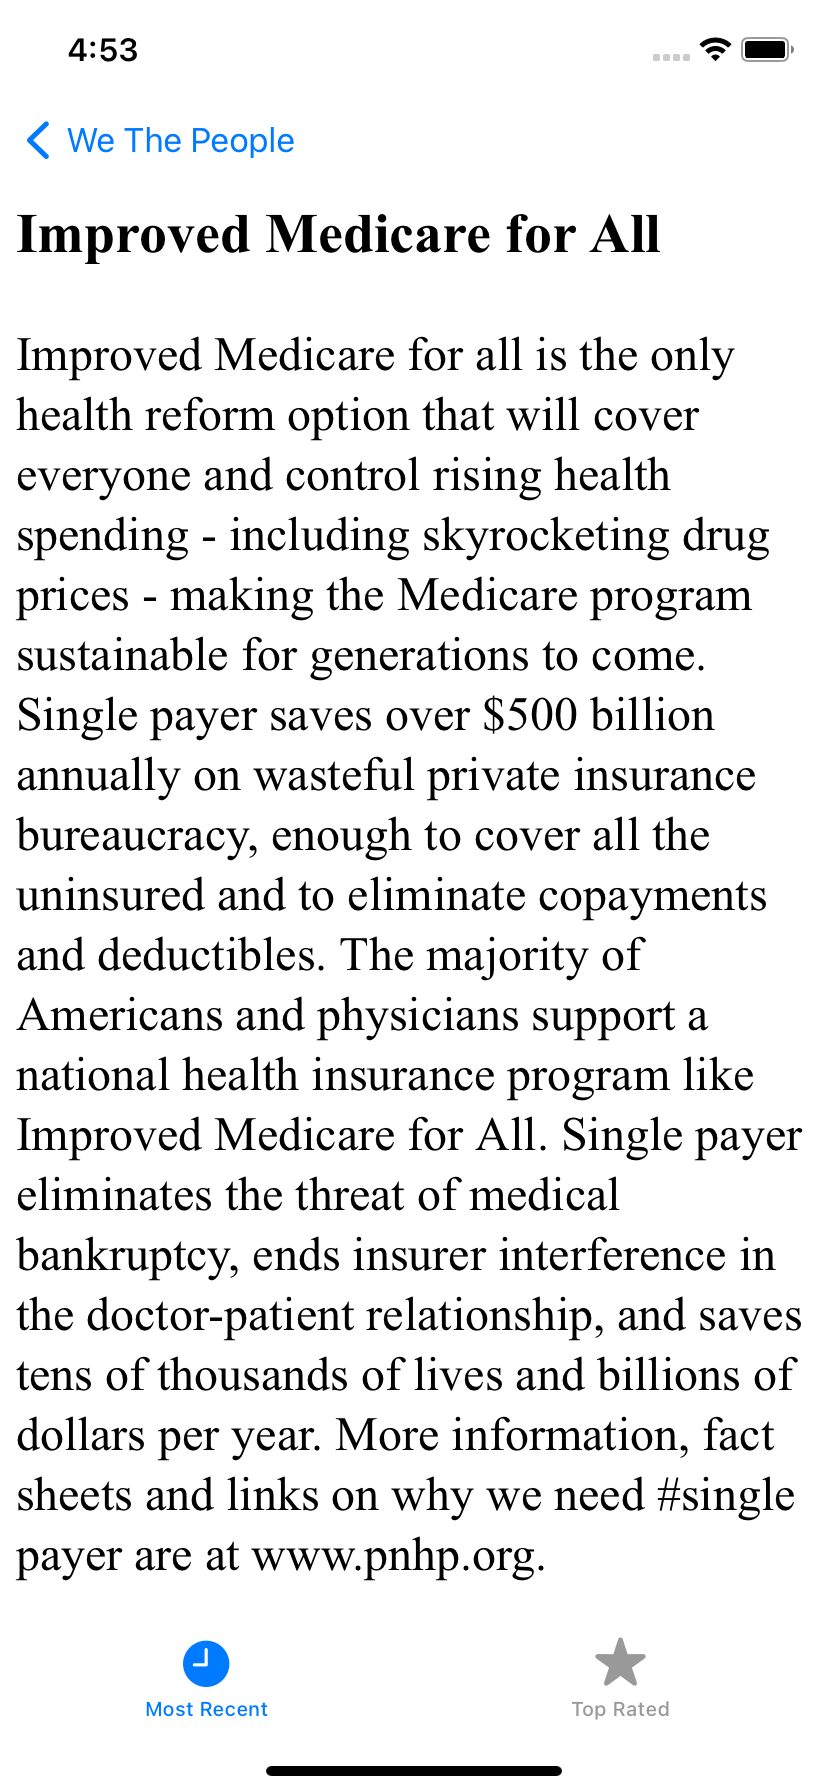 4:53
We The People
Improved Medicare for All
Improved Medicare for all is the only
health reform option that will cover
everyone and control rising health
spending - including skyrocketing drug
prices - making the Medicare program
sustainable for generations to come.
Single payer saves over $500 billion
annually on wasteful private insurance
bureaucracy, enough to cover all the
uninsured and to eliminate copayments
and deductibles. The majority of
Americans and physicians support a
national health insurance program like
Improved Medicare for All. Single payer
eliminates the threat of medical
bankruptcy, ends insurer interference in
the doctor-patient relationship, and saves
tens of thousands of lives and billions of
dollars per year. More information, fact
sheets and links on why we need #single
payer are at www.pnhp.org.
Most Recent
Top Rated